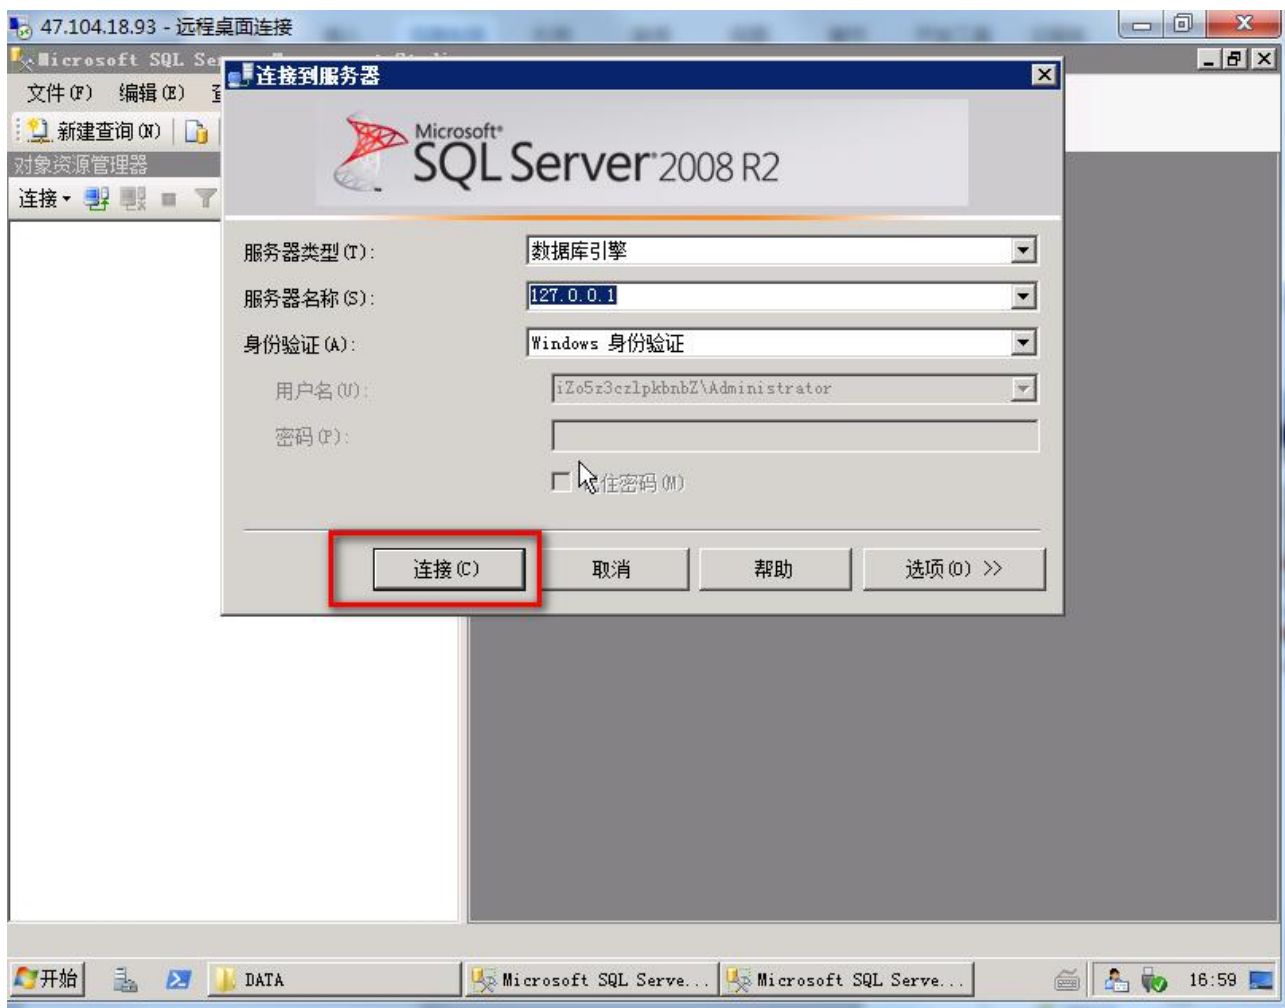 47.104.18.93 - 远程桌面连接
Microsoft SQL Se
连接到服务器
文件(F) 编辑(E)
新建查询(N)
对象资源管理器
连接
Microsoft®
SQL Server® 2008 R2
服务器类型(T): 数据库引擎
服务器名称(S): 127.0.0.1
身份验证(A): Windows 身份验证
用户名(U): iZo5r3czlpkbnbZ\Administrator
密码(P):
住密码(M)
连接(C) 取消 帮助 选项(O) >>
开始 DATA Microsoft SQL Serve... Microsoft SQL Serve... 16:59